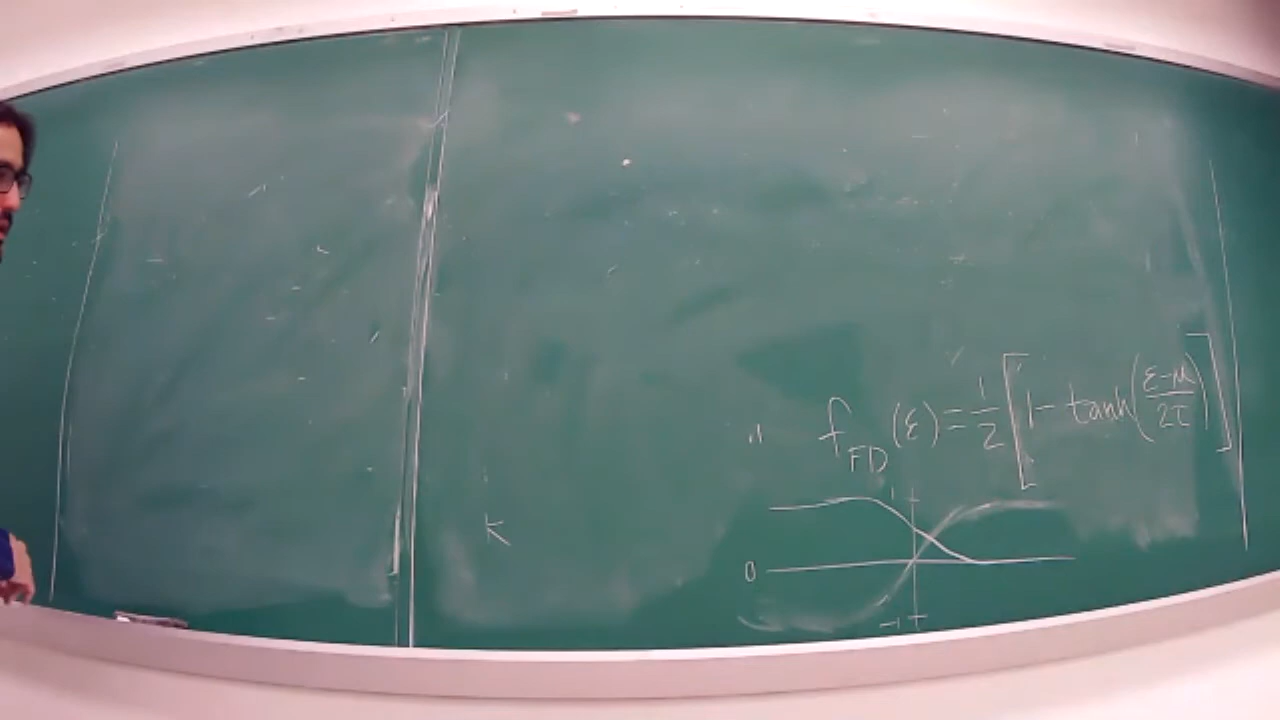 " f_FD (ε) = 1/2 [1 - tanh((ε-μ)/2τ)]
1
K
0
-1